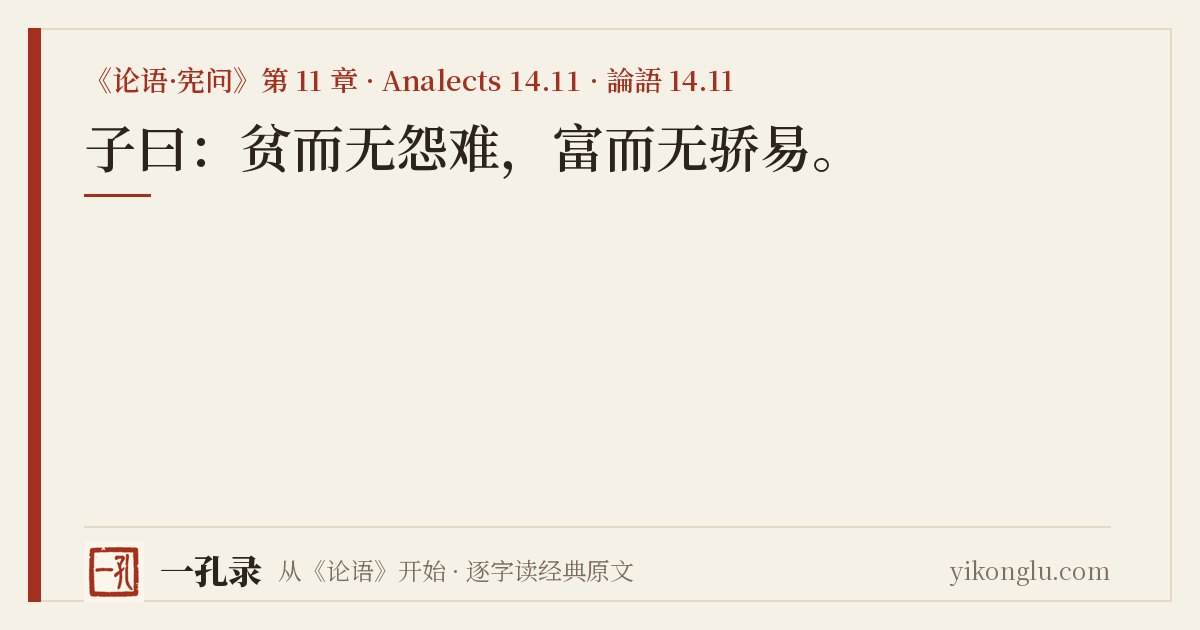 《论语·宪问》第 11 章 · Analects 14.11 · 論語 14.11
子曰：贫而无怨难，富而无骄易。
一孔
一孔录 从《论语》开始 · 逐字读经典原文 yikonglu.com